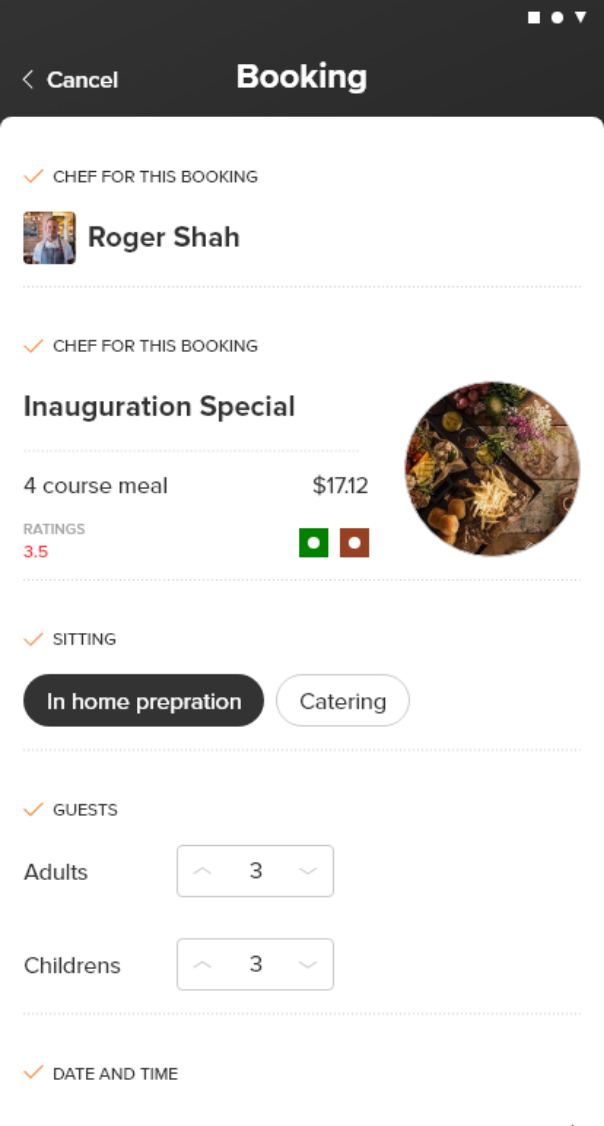 Cancel
Booking
CHEF FOR THIS BOOKING
Roger Shah
CHEF FOR THIS BOOKING
Inauguration Special
4 course meal $17.12
RATINGS
3.5
SITTING
In home prepration Catering
GUESTS
Adults 3
Childrens 3
DATE AND TIME